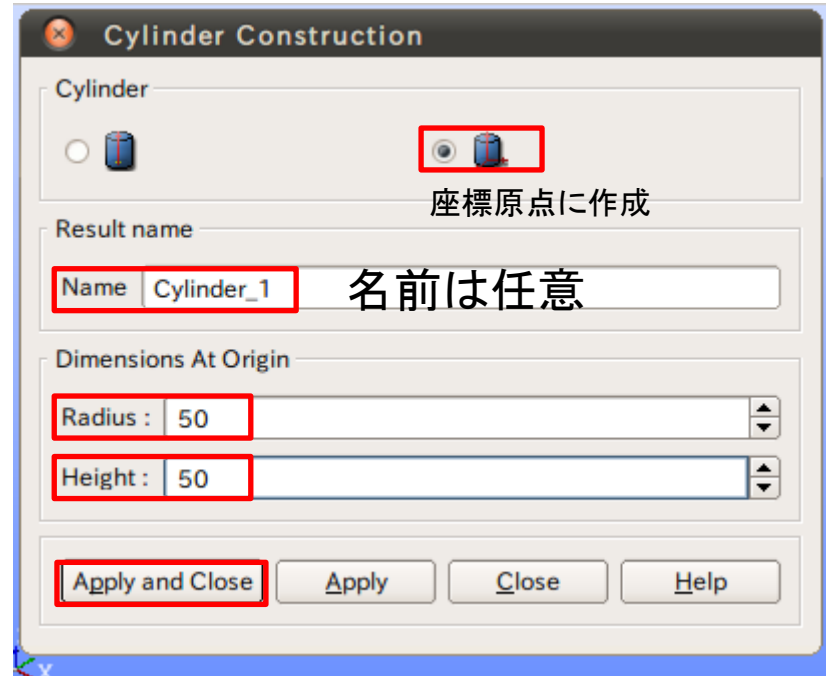 Cylinder Construction
Cylinder
座標原点に作成
Result name
Name Cylinder_1 名前は任意
Dimensions At Origin
Radius : 50
Height : 50
Apply and Close Apply Close Help
X